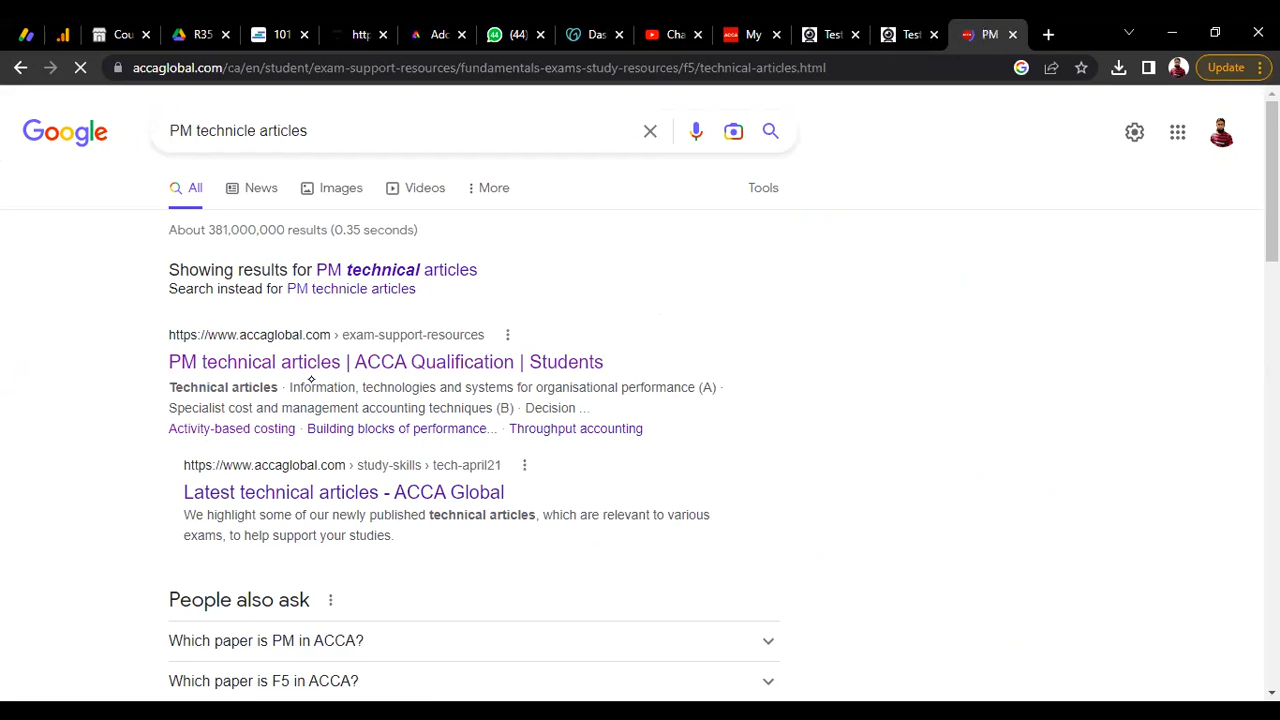 Cou
R35
101
http
Adc
(44)
Das
Cha
My
Test
Test
PM
accaglobal.com/ca/en/student/exam-support-resources/fundamentals-exams-study-resources/f5/technical-articles.html
Update
Google
PM technicle articles
All
News
Images
Videos
More
Tools
About 381,000,000 results (0.35 seconds)
Showing results for PM technical articles
Search instead for PM technicle articles
https://www.accaglobal.com › exam-support-resources
PM technical articles | ACCA Qualification | Students
Technical articles · Information, technologies and systems for organisational performance (A) ·
Specialist cost and management accounting techniques (B) · Decision ...
Activity-based costing · Building blocks of performance... · Throughput accounting
https://www.accaglobal.com › study-skills › tech-april21
Latest technical articles - ACCA Global
We highlight some of our newly published technical articles, which are relevant to various
exams, to help support your studies.
People also ask
Which paper is PM in ACCA?
Which paper is F5 in ACCA?